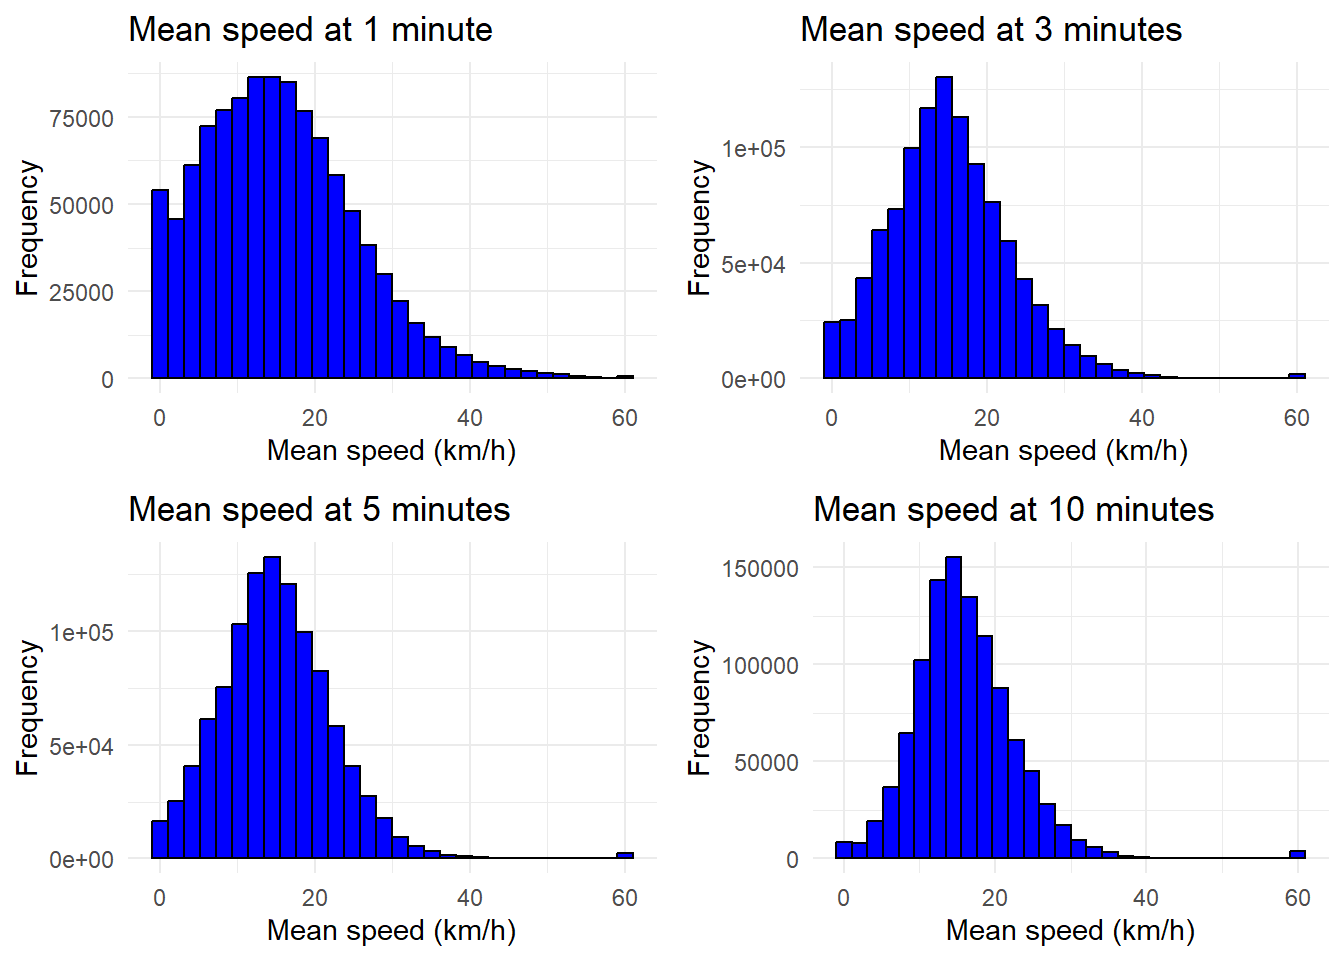 Mean speed at 1 minute
Frequency
75000
50000
25000
0
0 20 40 60
Mean speed (km/h)
Mean speed at 3 minutes
Frequency
1e+05
5e+04
0e+00
0 20 40 60
Mean speed (km/h)
Mean speed at 5 minutes
Frequency
1e+05
5e+04
0e+00
0 20 40 60
Mean speed (km/h)
Mean speed at 10 minutes
Frequency
150000
100000
50000
0
0 20 40 60
Mean speed (km/h)